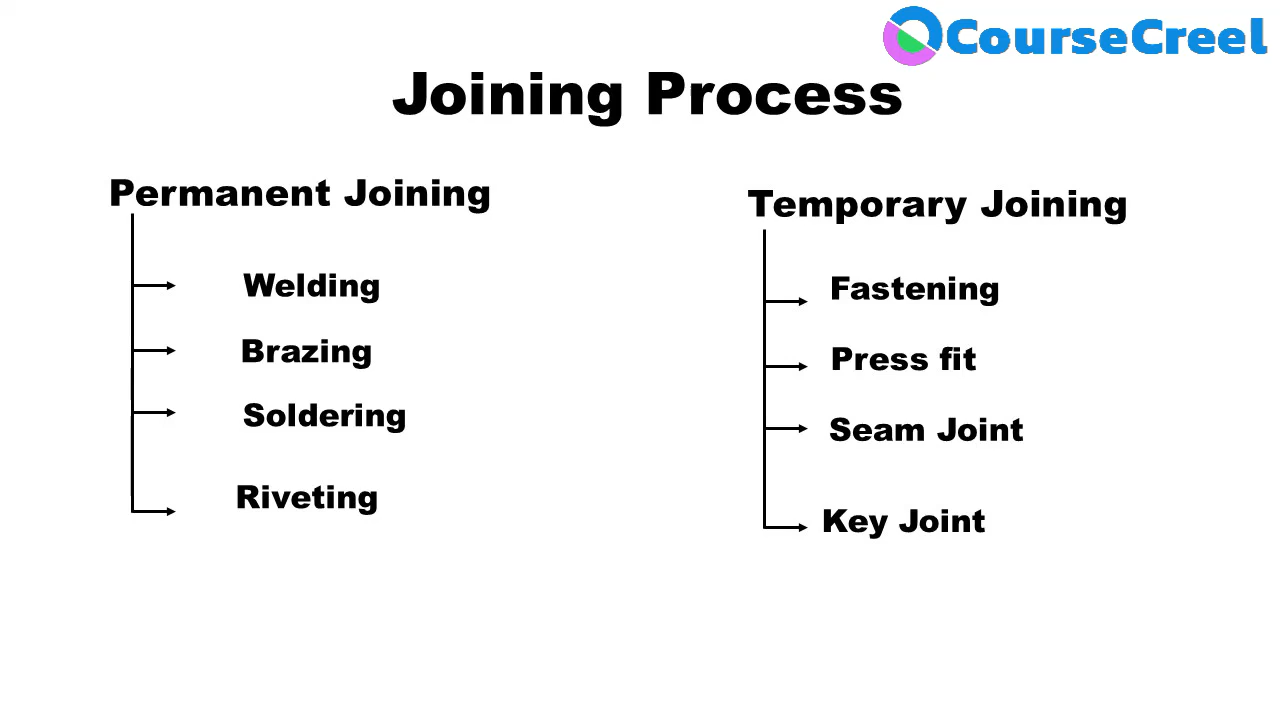 CourseCreel
Joining Process
Permanent Joining
Welding
Brazing
Soldering
Riveting
Temporary Joining
Fastening
Press fit
Seam Joint
Key Joint